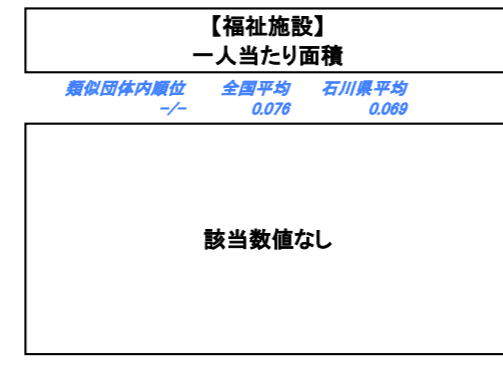 【福祉施設】
一人当たり面積
類似団体内順位 全国平均 石川県平均
-/- 0.076 0.069
該当数値なし